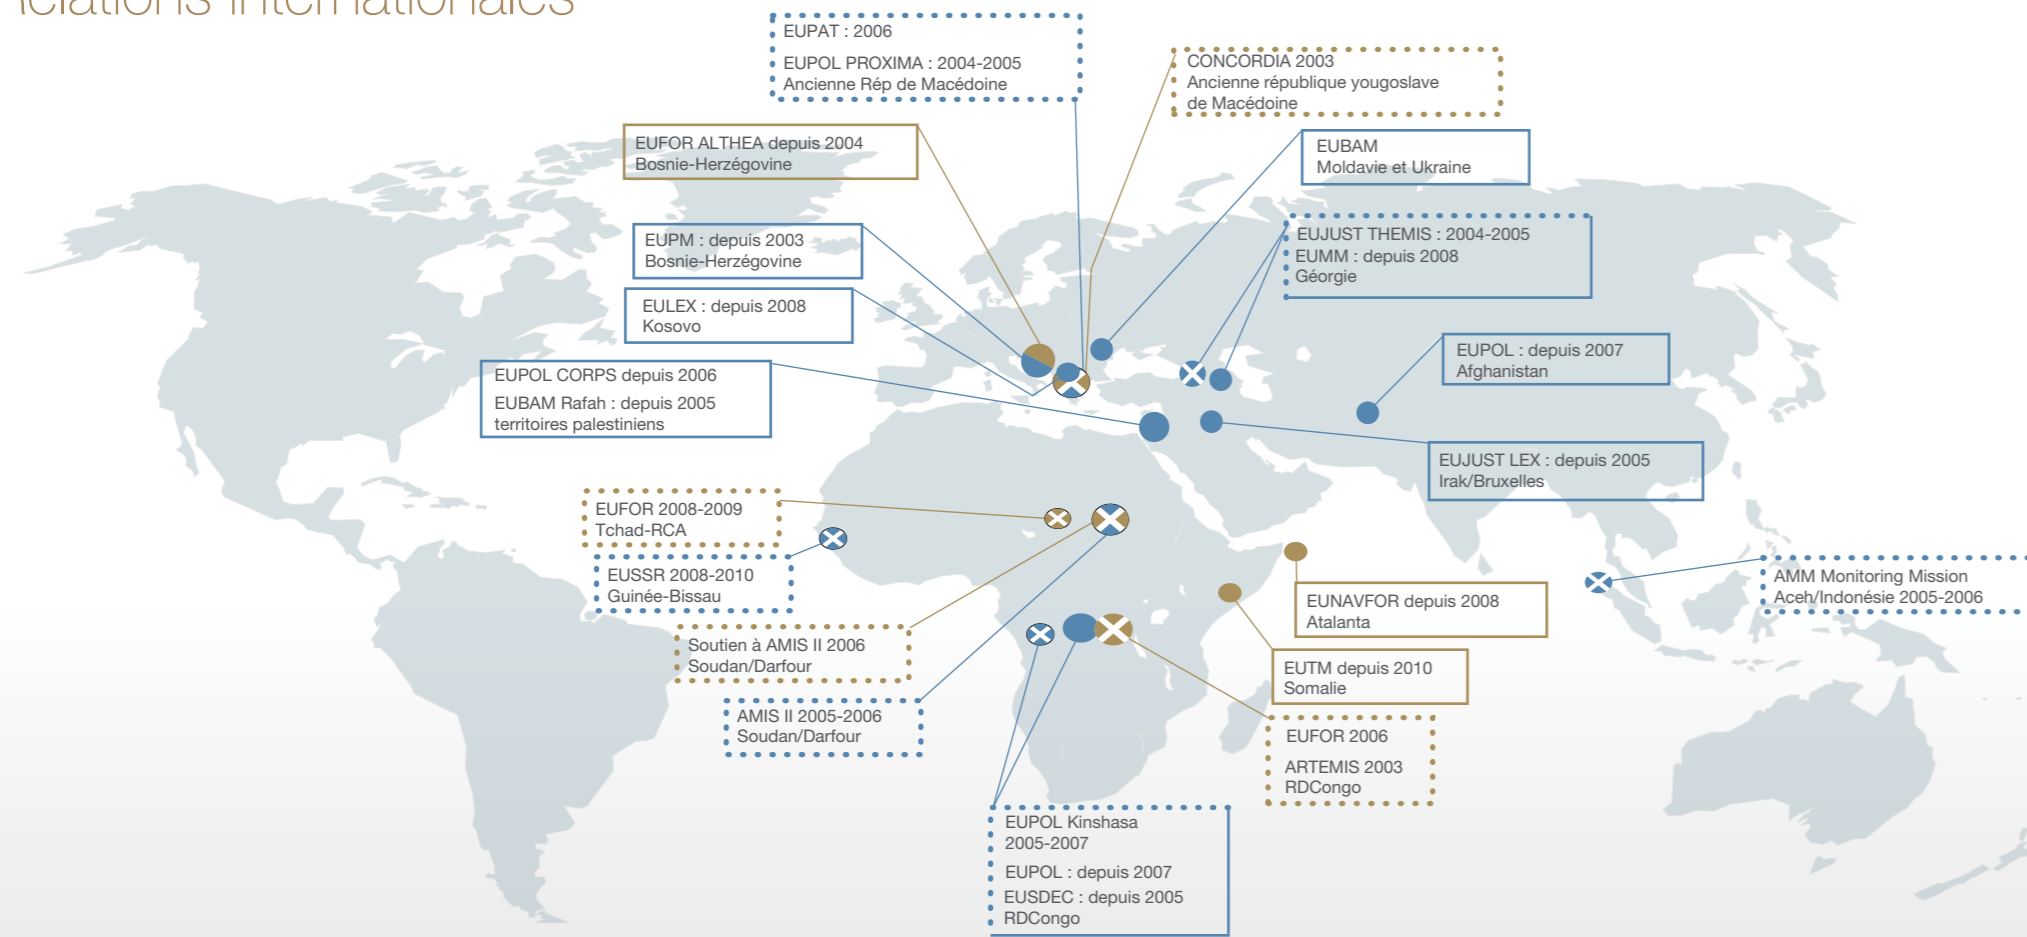 Relations internationales
EUPAT : 2006
EUPOL PROXIMA : 2004-2005
Ancienne Rép de Macédoine
CONCORDIA 2003
Ancienne république yougoslave
de Macédoine
EUFOR ALTHEA depuis 2004
Bosnie-Herzégovine
EUBAM
Moldavie et Ukraine
EUPM : depuis 2003
Bosnie-Herzégovine
EUJUST THEMIS : 2004-2005
EUMM : depuis 2008
Géorgie
EULEX : depuis 2008
Kosovo
EUPOL : depuis 2007
Afghanistan
EUPOL CORPS depuis 2006
EUBAM Rafah : depuis 2005
territoires palestiniens
EUJUST LEX : depuis 2005
Irak/Bruxelles
EUFOR 2008-2009
Tchad-RCA
EUSSR 2008-2010
Guinée-Bissau
AMM Monitoring Mission
Aceh/Indonésie 2005-2006
EUNAVFOR depuis 2008
Atalanta
Soutien à AMIS II 2006
Soudan/Darfour
EUTM depuis 2010
Somalie
AMIS II 2005-2006
Soudan/Darfour
EUFOR 2006
ARTEMIS 2003
RDCongo
EUPOL Kinshasa
2005-2007
EUPOL : depuis 2007
EUSDEC : depuis 2005
RDCongo